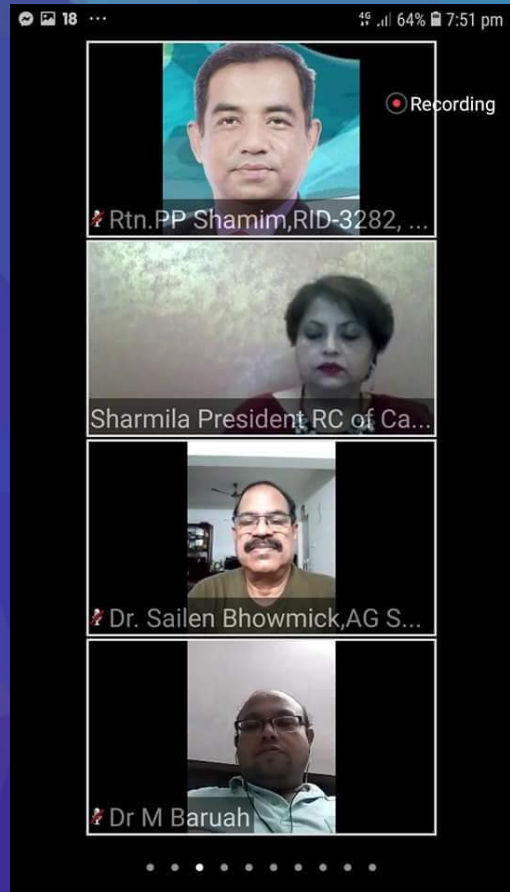 18 ... 4G 64% 7:51 pm
Recording
Rtn.PP Shamim,RID-3282, ...
Sharmila President RC of Ca...
Dr. Sailen Bhowmick,AG S...
Dr M Baruah